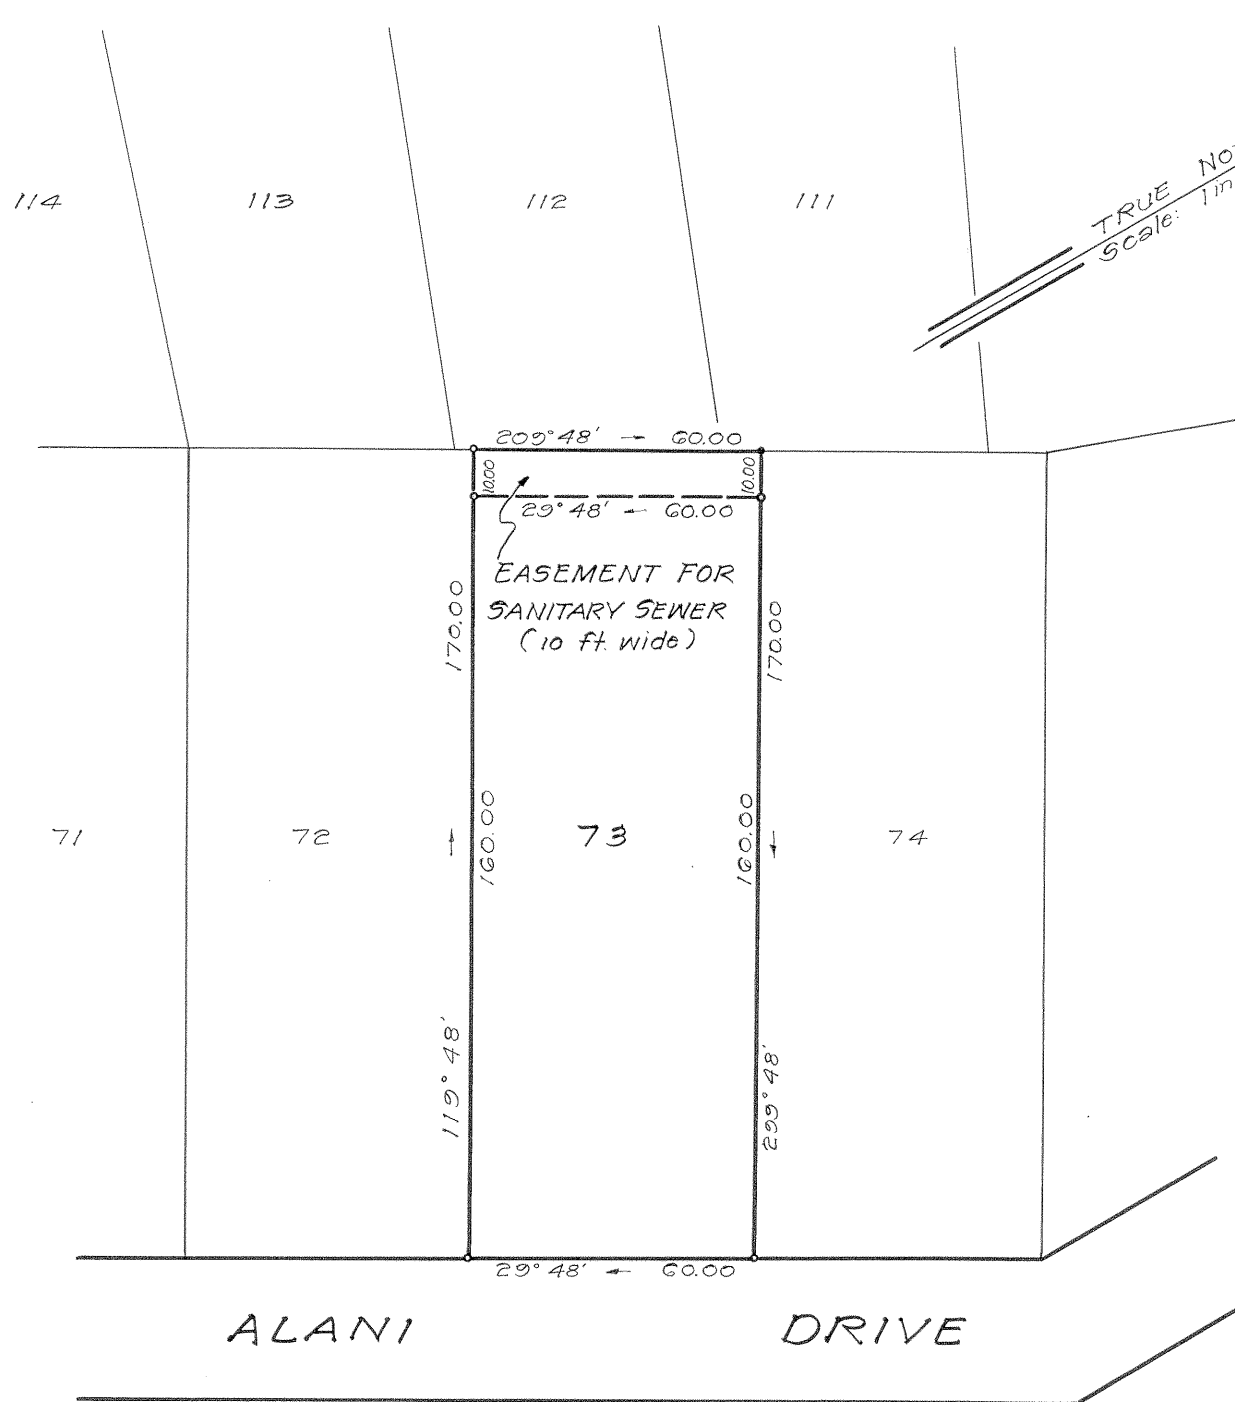 114
113
112
111
TRUE
Scale: 1in
209°48' → 60.00
10.00
10.00
29°48' ← 60.00
EASEMENT FOR
SANITARY SEWER
(10 ft. wide)
170.00
170.00
160.00
160.00
71
72
73
74
119° 48'
299° 48'
29° 48' ← 60.00
ALANI DRIVE